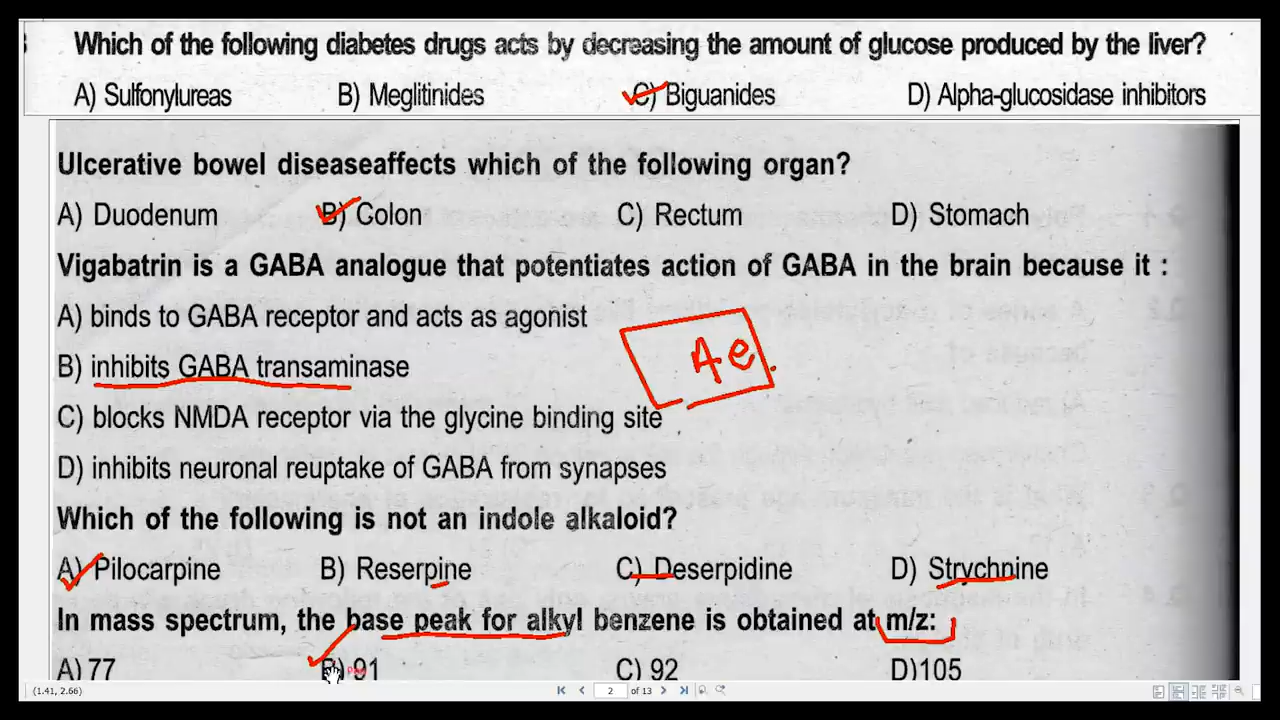 Which of the following diabetes drugs acts by decreasing the amount of glucose produced by the liver?
A) Sulfonylureas B) Meglitinides C) Biguanides D) Alpha-glucosidase inhibitors
Ulcerative bowel diseaseaffects which of the following organ?
A) Duodenum B) Colon C) Rectum D) Stomach
Vigabatrin is a GABA analogue that potentiates action of GABA in the brain because it :
A) binds to GABA receptor and acts as agonist
Ae
B) inhibits GABA transaminase
C) blocks NMDA receptor via the glycine binding site
D) inhibits neuronal reuptake of GABA from synapses
Which of the following is not an indole alkaloid?
A) Pilocarpine B) Reserpine C) Deserpidine D) Strychnine
In mass spectrum, the base peak for alkyl benzene is obtained at m/z:
A) 77 B) 91 C) 92 D)105
(1.41, 2.66) 2 of 13